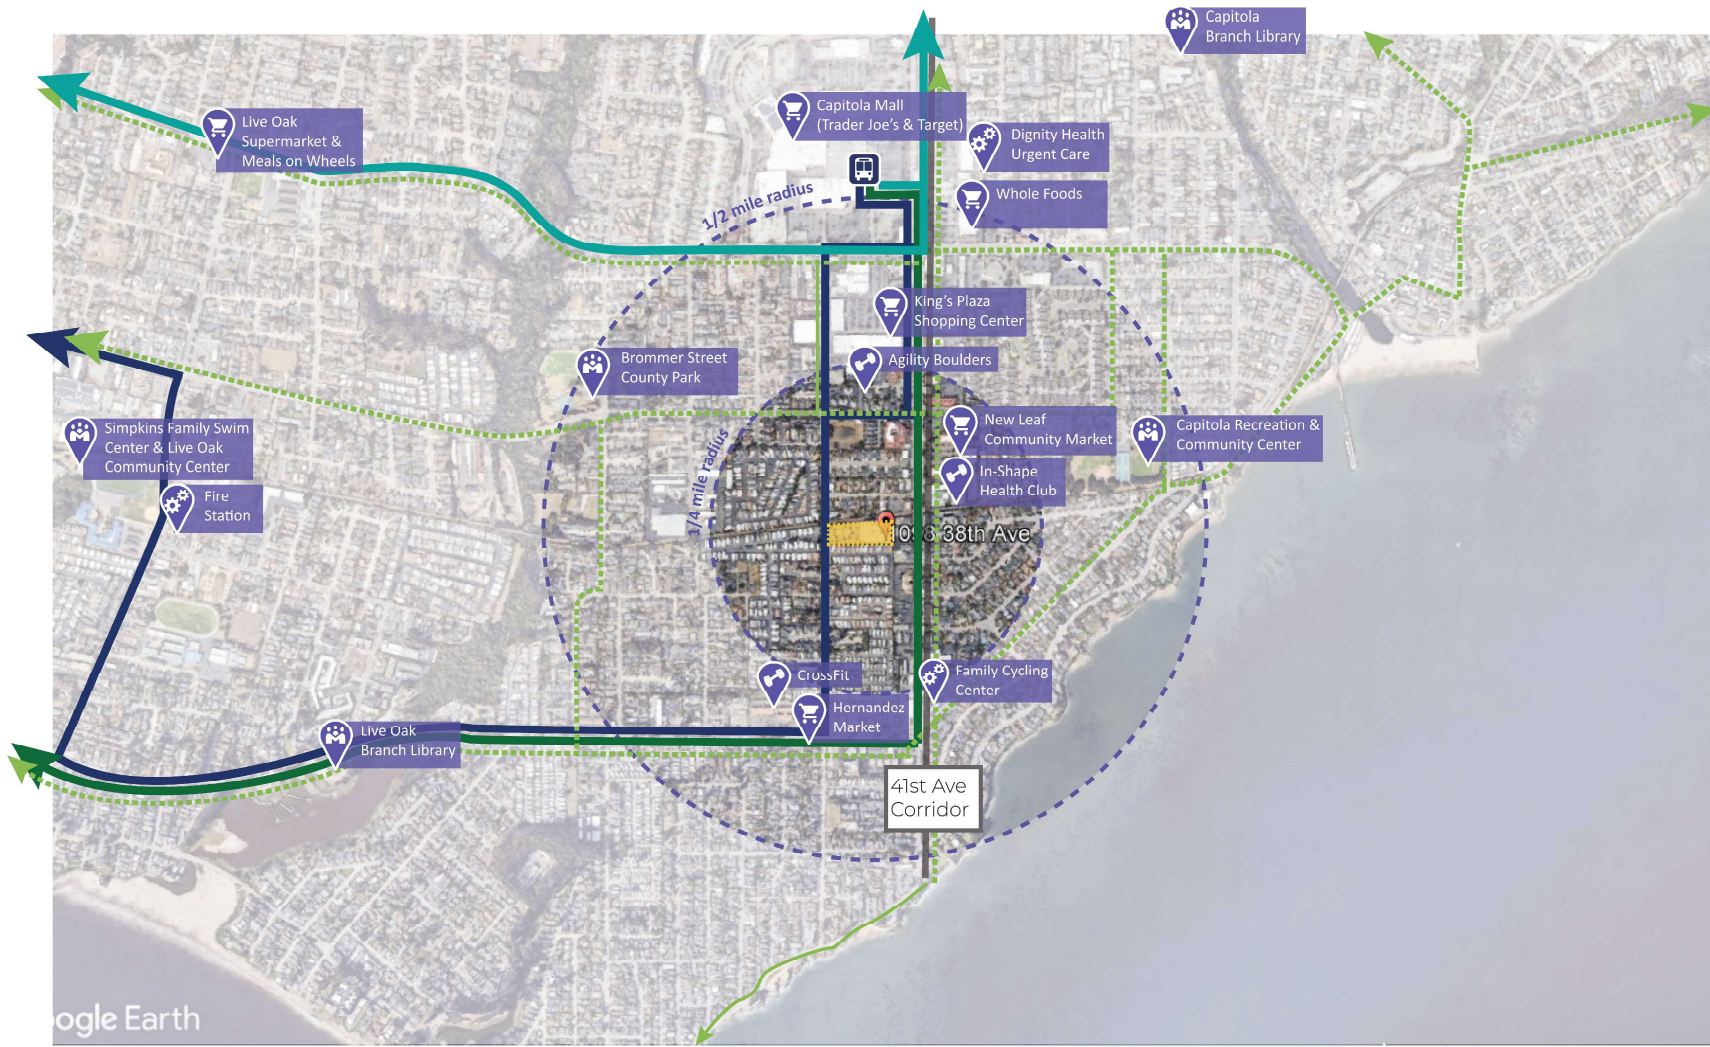 Capitola
Branch Library
Capitola Mall
(Trader Joe's & Target)
Live Oak
Supermarket &
Meals on Wheels
Dignity Health
Urgent Care
1/2 mile radius
Whole Foods
King's Plaza
Shopping Center
Brommer Street
County Park
Agility Boulders
Simpkins Family Swim
Center & Live Oak
Community Center
New Leaf
Community Market
Capitola Recreation &
Community Center
1/4 mile radius
In-Shape
Health Club
Fire
Station
38th Ave
CrossFit
Family Cycling
Center
Hernandez
Market
Live Oak
Branch Library
41st Ave
Corridor
oogle Earth